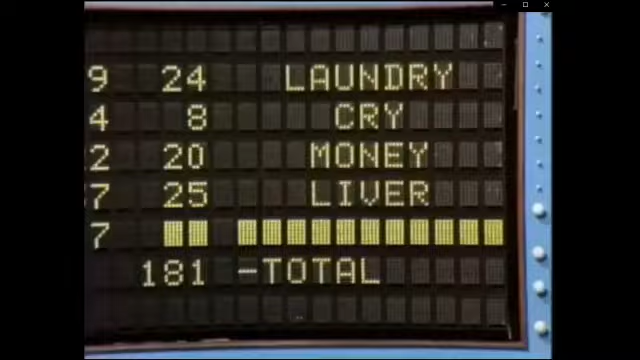 9 24 LAUNDRY
4 8 CRY
2 20 MONEY
7 25 LIVER
7
181 -TOTAL